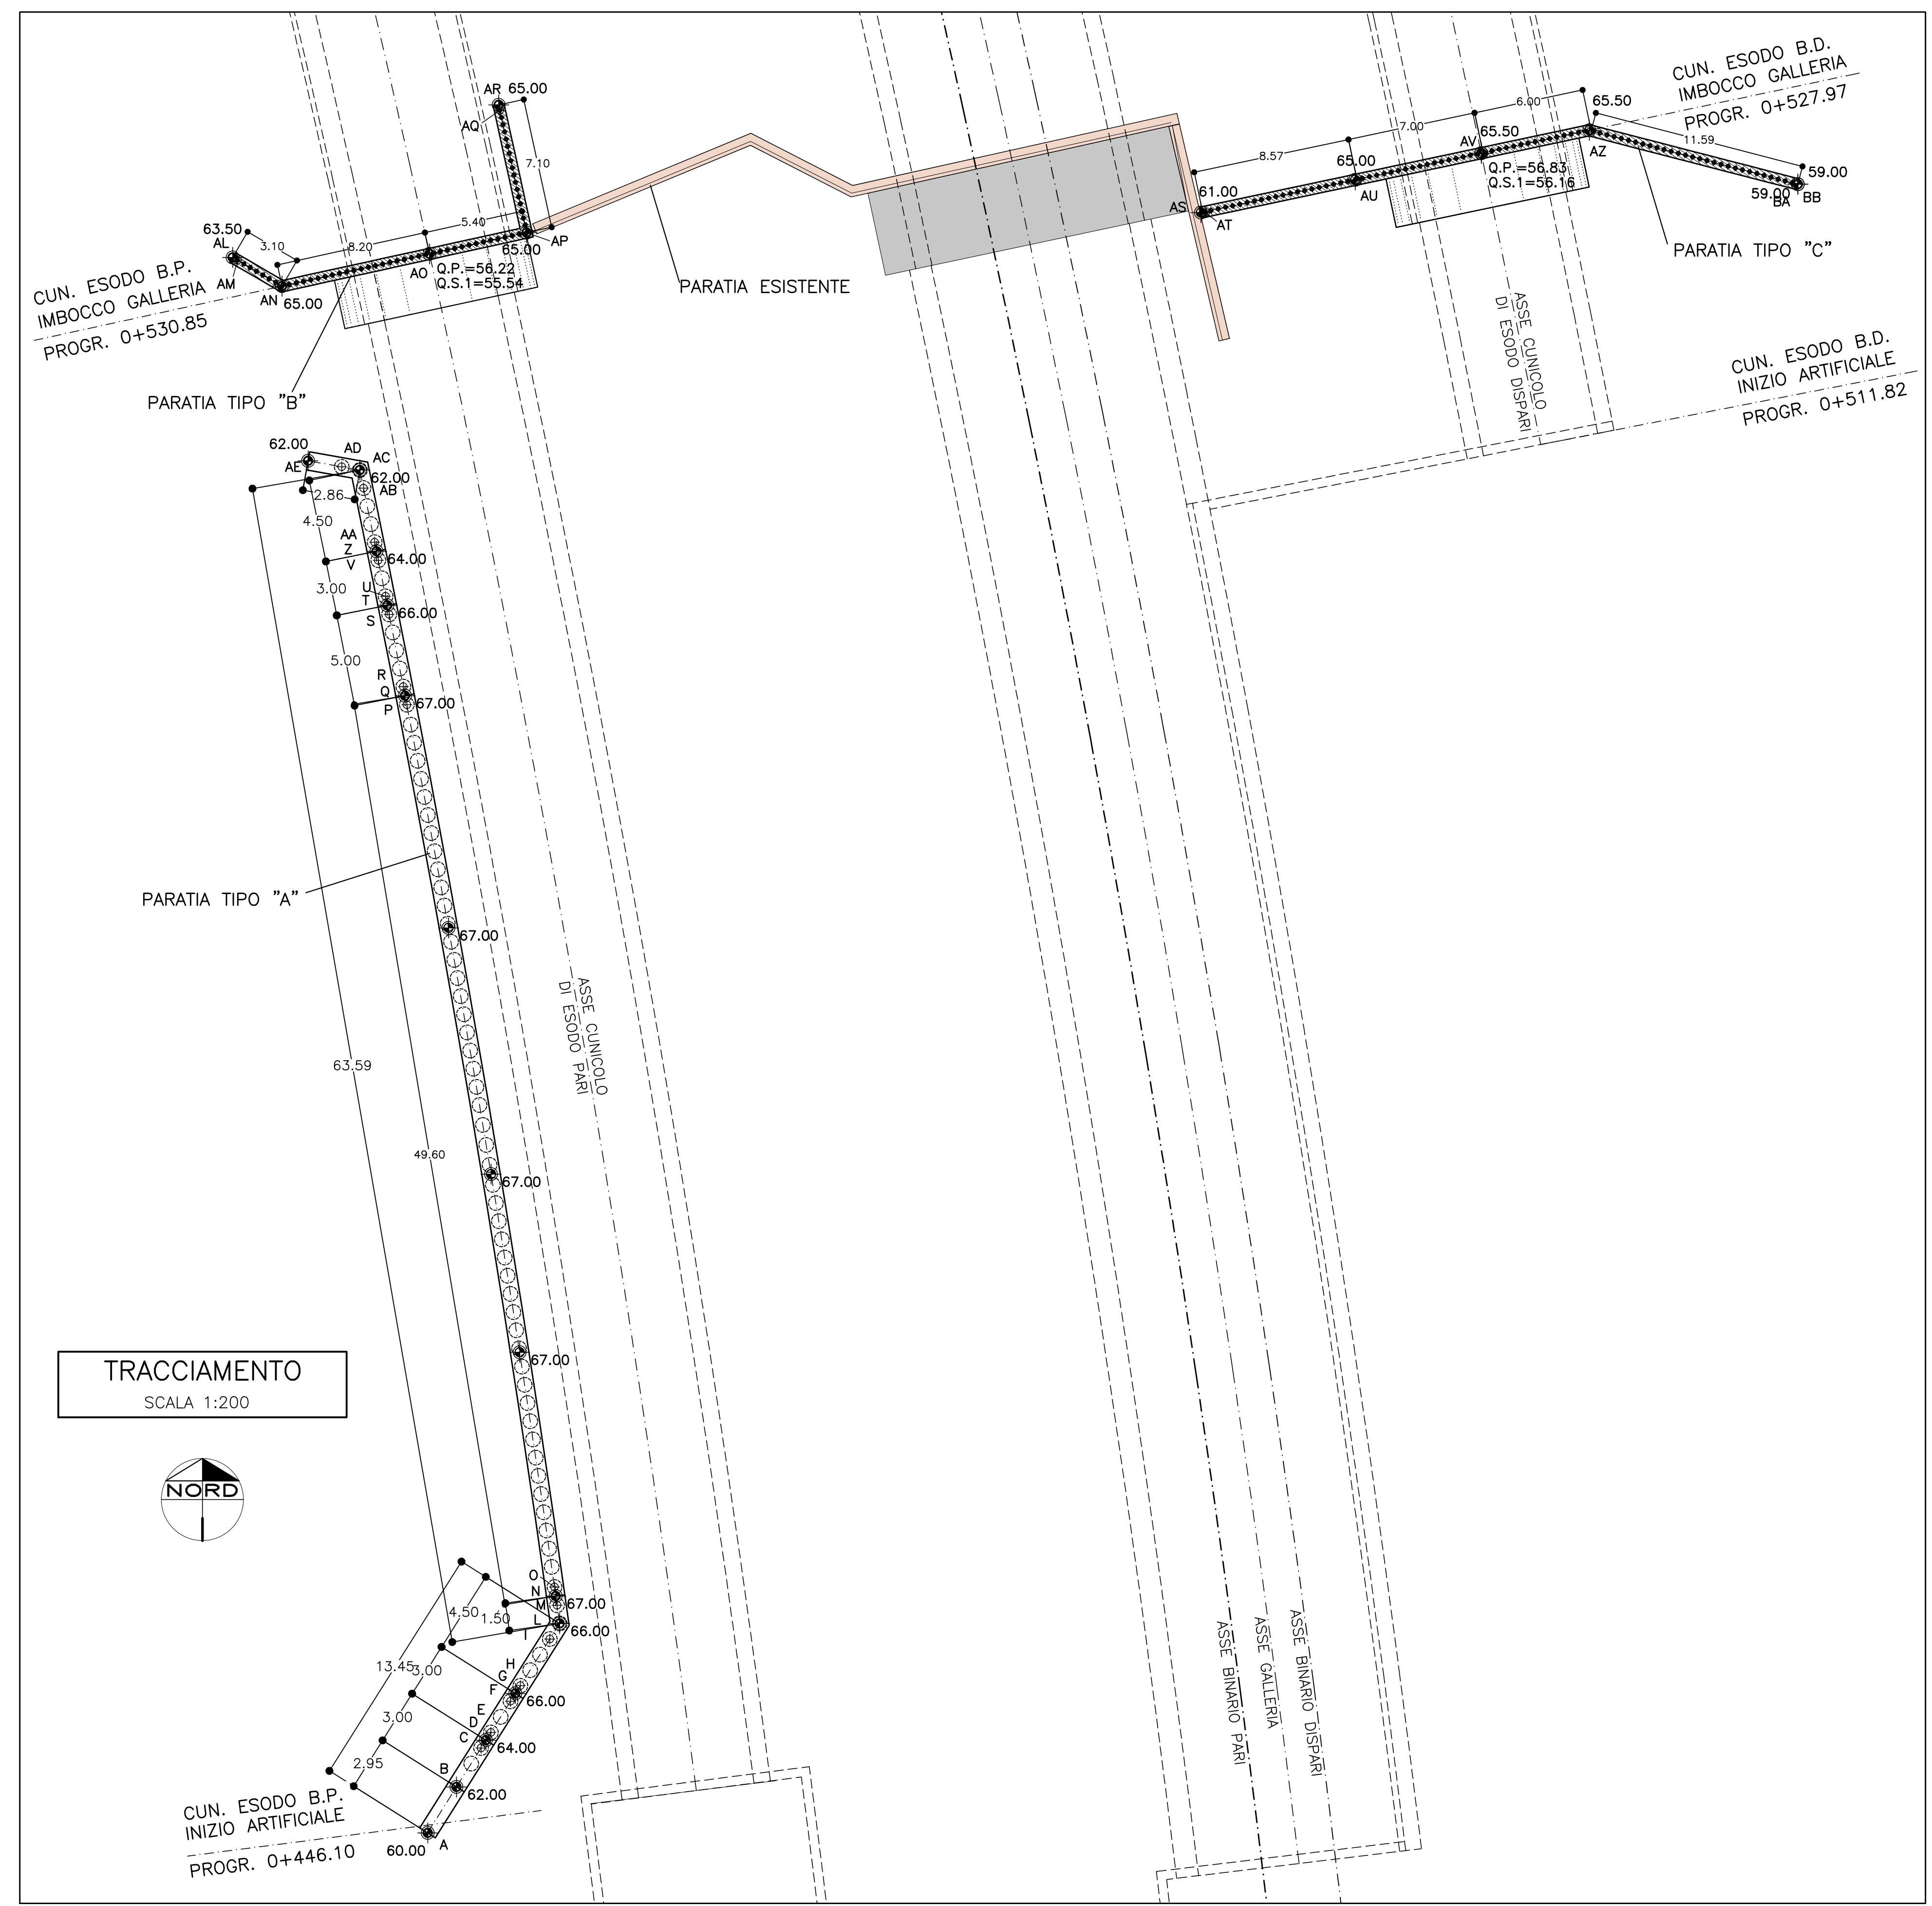 AR 65.00
AQ
7.10
63.50
AL
3.10
8.20
5.40
AM
AN
65.00
AO
65.00
AP
Q.P.=56.22
Q.S.1=55.54
CUN. ESODO B.P.
IMBOCCO GALLERIA
PROGR. 0+530.85
PARATIA TIPO "B"
PARATIA ESISTENTE
CUN. ESODO B.D.
IMBOCCO GALLERIA
PROGR. 0+527.97
6.00
65.50
7.00
11.59
8.57
AV
65.50
AZ
65.00
AU
61.00
AS
AT
Q.P.=56.83
Q.S.1=56.16
59.00
59.00
BA
BB
PARATIA TIPO "C"
ASSE CUNICOLO
DI ESODO DISPARI
CUN. ESODO B.D.
INIZIO ARTIFICIALE
PROGR. 0+511.82
62.00
AD
AC
AE
62.00
AB
2.86
4.50
AA
Z
V
64.00
3.00
U
T
S
66.00
5.00
R
Q
P
67.00
PARATIA TIPO "A"
67.00
63.59
49.60
ASSE CUNICOLO
DI ESODO PARI
67.00
67.00
TRACCIAMENTO
SCALA 1:200
NORD
O
N
M
67.00
L
66.00
I
4.50
1.50
13.45
3.00
H
G
F
66.00
E
D
C
64.00
3.00
B
62.00
2.95
60.00
A
CUN. ESODO B.P.
INIZIO ARTIFICIALE
PROGR. 0+446.10
ASSE BINARIO PARI
ASSE GALLERIA
ASSE BINARIO DISPARI